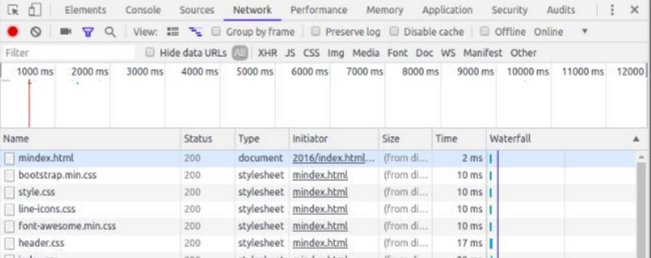 Elements Console Sources Network Performance Memory Application Security Audits
View: Group by frame Preserve log Disable cache Offline Online
Filter Hide data URLs All XHR JS CSS Img Media Font Doc WS Manifest Other
1000 ms 2000 ms 3000 ms 4000 ms 5000 ms 6000 ms 7000 ms 8000 ms 9000 ms 10000 ms 11000 ms 12000
Name Status Type Initiator Size Time Waterfall
mindex.html 200 document 2016/index.html... (from di... 2 ms
bootstrap.min.css 200 stylesheet mindex.html (from di... 10 ms
style.css 200 stylesheet mindex.html (from di... 10 ms
line-icons.css 200 stylesheet mindex.html (from di... 10 ms
font-awesome.min.css 200 stylesheet mindex.html (from di... 10 ms
header.css 200 stylesheet mindex.html (from di... 17 ms